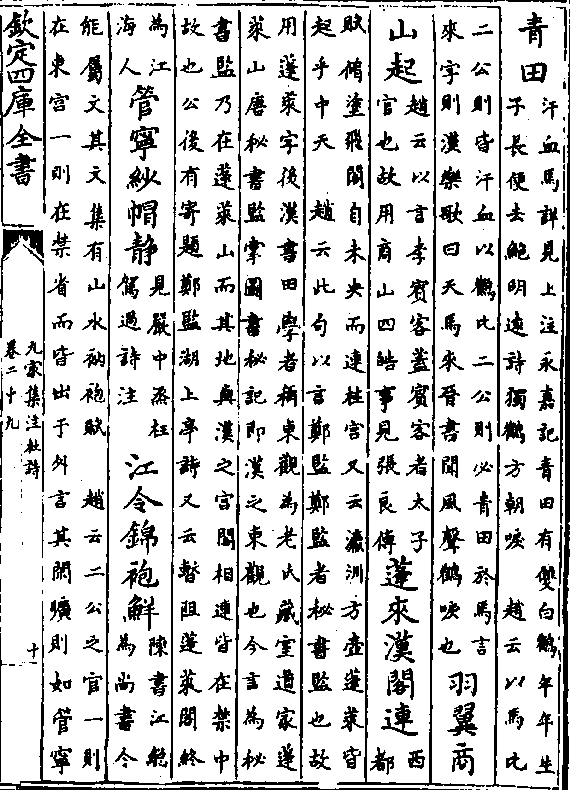 青田
汗血馬詳見上注永嘉記青田有雙白鶴年年生
子長便去鮑明遠詩獨鶴方朝唳　趙云以馬比
二公則皆汗血以鶴比二公則必青田於馬言
來字則漢樂歌曰天馬來晉書聞風聲鶴唳也
羽翼商
山起
趙云以言李賓客蓋賓客者太子
官也故用商山四皓事見張良傳
蓬來漢閣連
西
都
賦脩塗飛閣自未央而連桂宮又云瀛洲方壺蓬萊皆
起乎中天　趙云此句以言鄭監鄭監者秘書監也故
用蓬萊字後漢書田學者稱東觀為老氏藏室道家蓬
萊山唐秘書監掌圖書秘記即漢之東觀也今言為秘
書監乃在蓬萊山而其地與漢之宮閣相連皆在禁中
故也公後有寄題鄭監湖上亭詩又云暫阻蓬萊閣終
為江
海人
管寧紗帽静
見嚴中丞枉
駕過詩注
江令錦袍鮮
陳書江總
為尚書令
能屬文其文集有山水衲袍賦　趙云二公之官一則
在東宮一則在禁省而皆出于外言其閑曠則如管寧
欽定四庫全書
九家集注杜詩
卷二十九
十